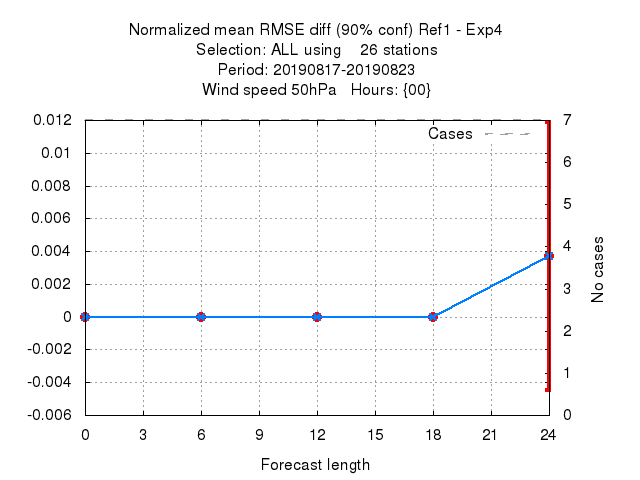 Normalized mean RMSE diff (90% conf) Ref1 - Exp4
Selection: ALL using    26 stations
Period: 20190817-20190823
Wind speed 50hPa   Hours: {00}
Cases
0.012
0.01
0.008
0.006
0.004
0.002
0
-0.002
-0.004
-0.006
7
6
5
4
3
2
1
0
No cases
0 3 6 9 12 15 18 21 24
Forecast length